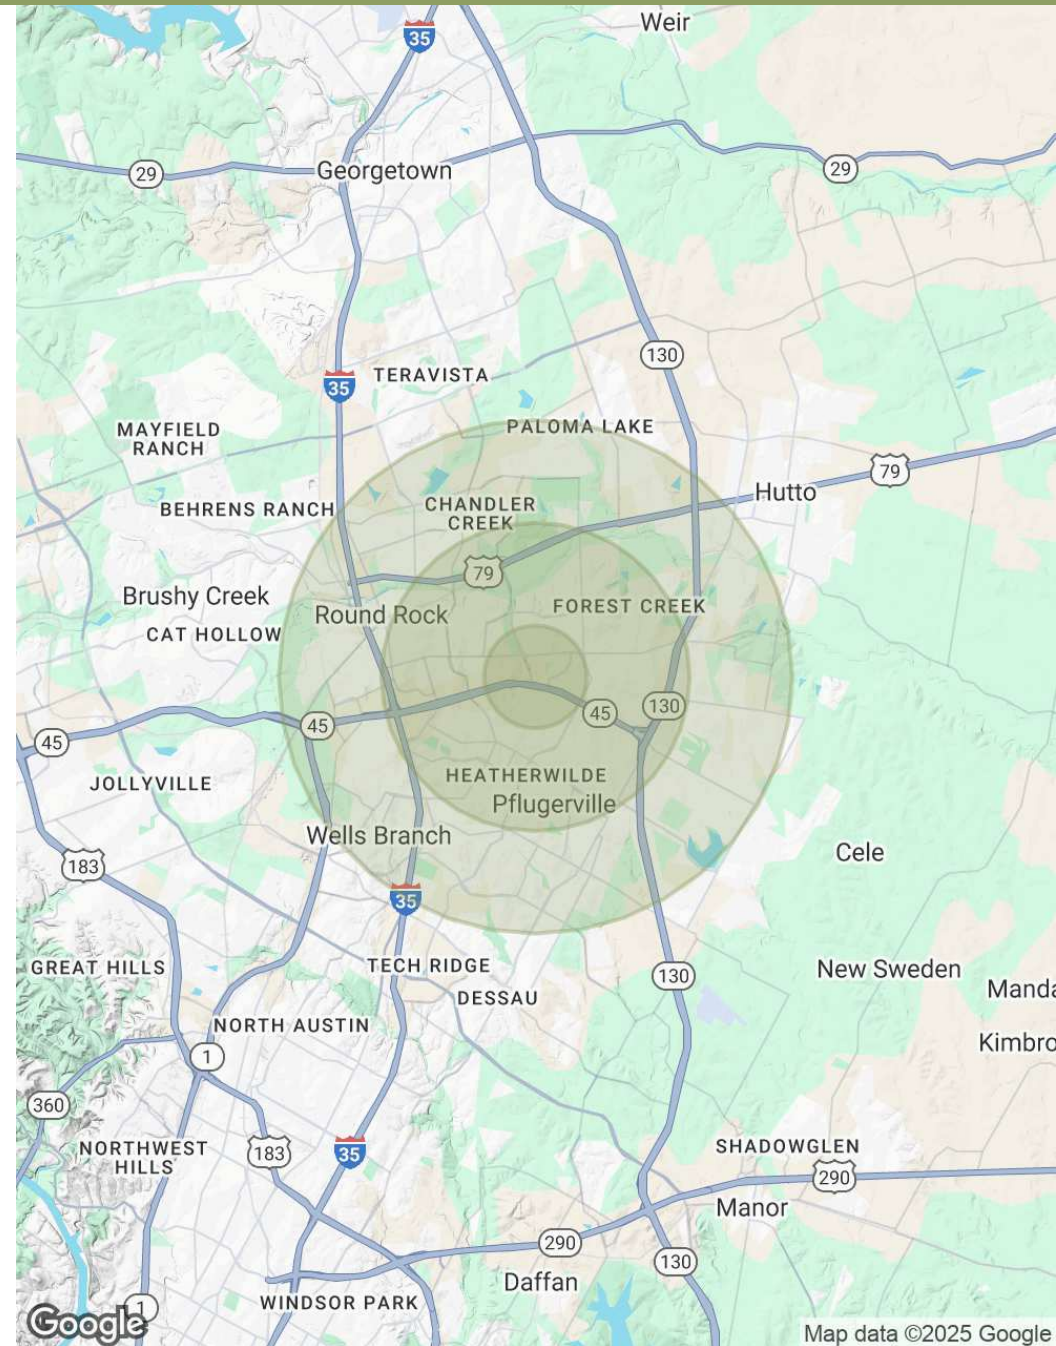 Weir
35
29
Georgetown
29
130
TERAVISTA
35
MAYFIELD
RANCH
PALOMA LAKE
79
Hutto
BEHRENS RANCH
CHANDLER
CREEK
79
Brushy Creek
FOREST CREEK
Round Rock
CAT HOLLOW
45
45
130
45
JOLLYVILLE
HEATHERWILDE
Pflugerville
Wells Branch
183
Cele
35
GREAT HILLS
TECH RIDGE
130
New Sweden
DESSAU
Manda
NORTH AUSTIN
Kimbro
1
360
NORTHWEST
HILLS
183
35
SHADOWGLEN
290
Manor
290
130
Daffan
WINDSOR PARK
1
Google
Map data ©2025 Google